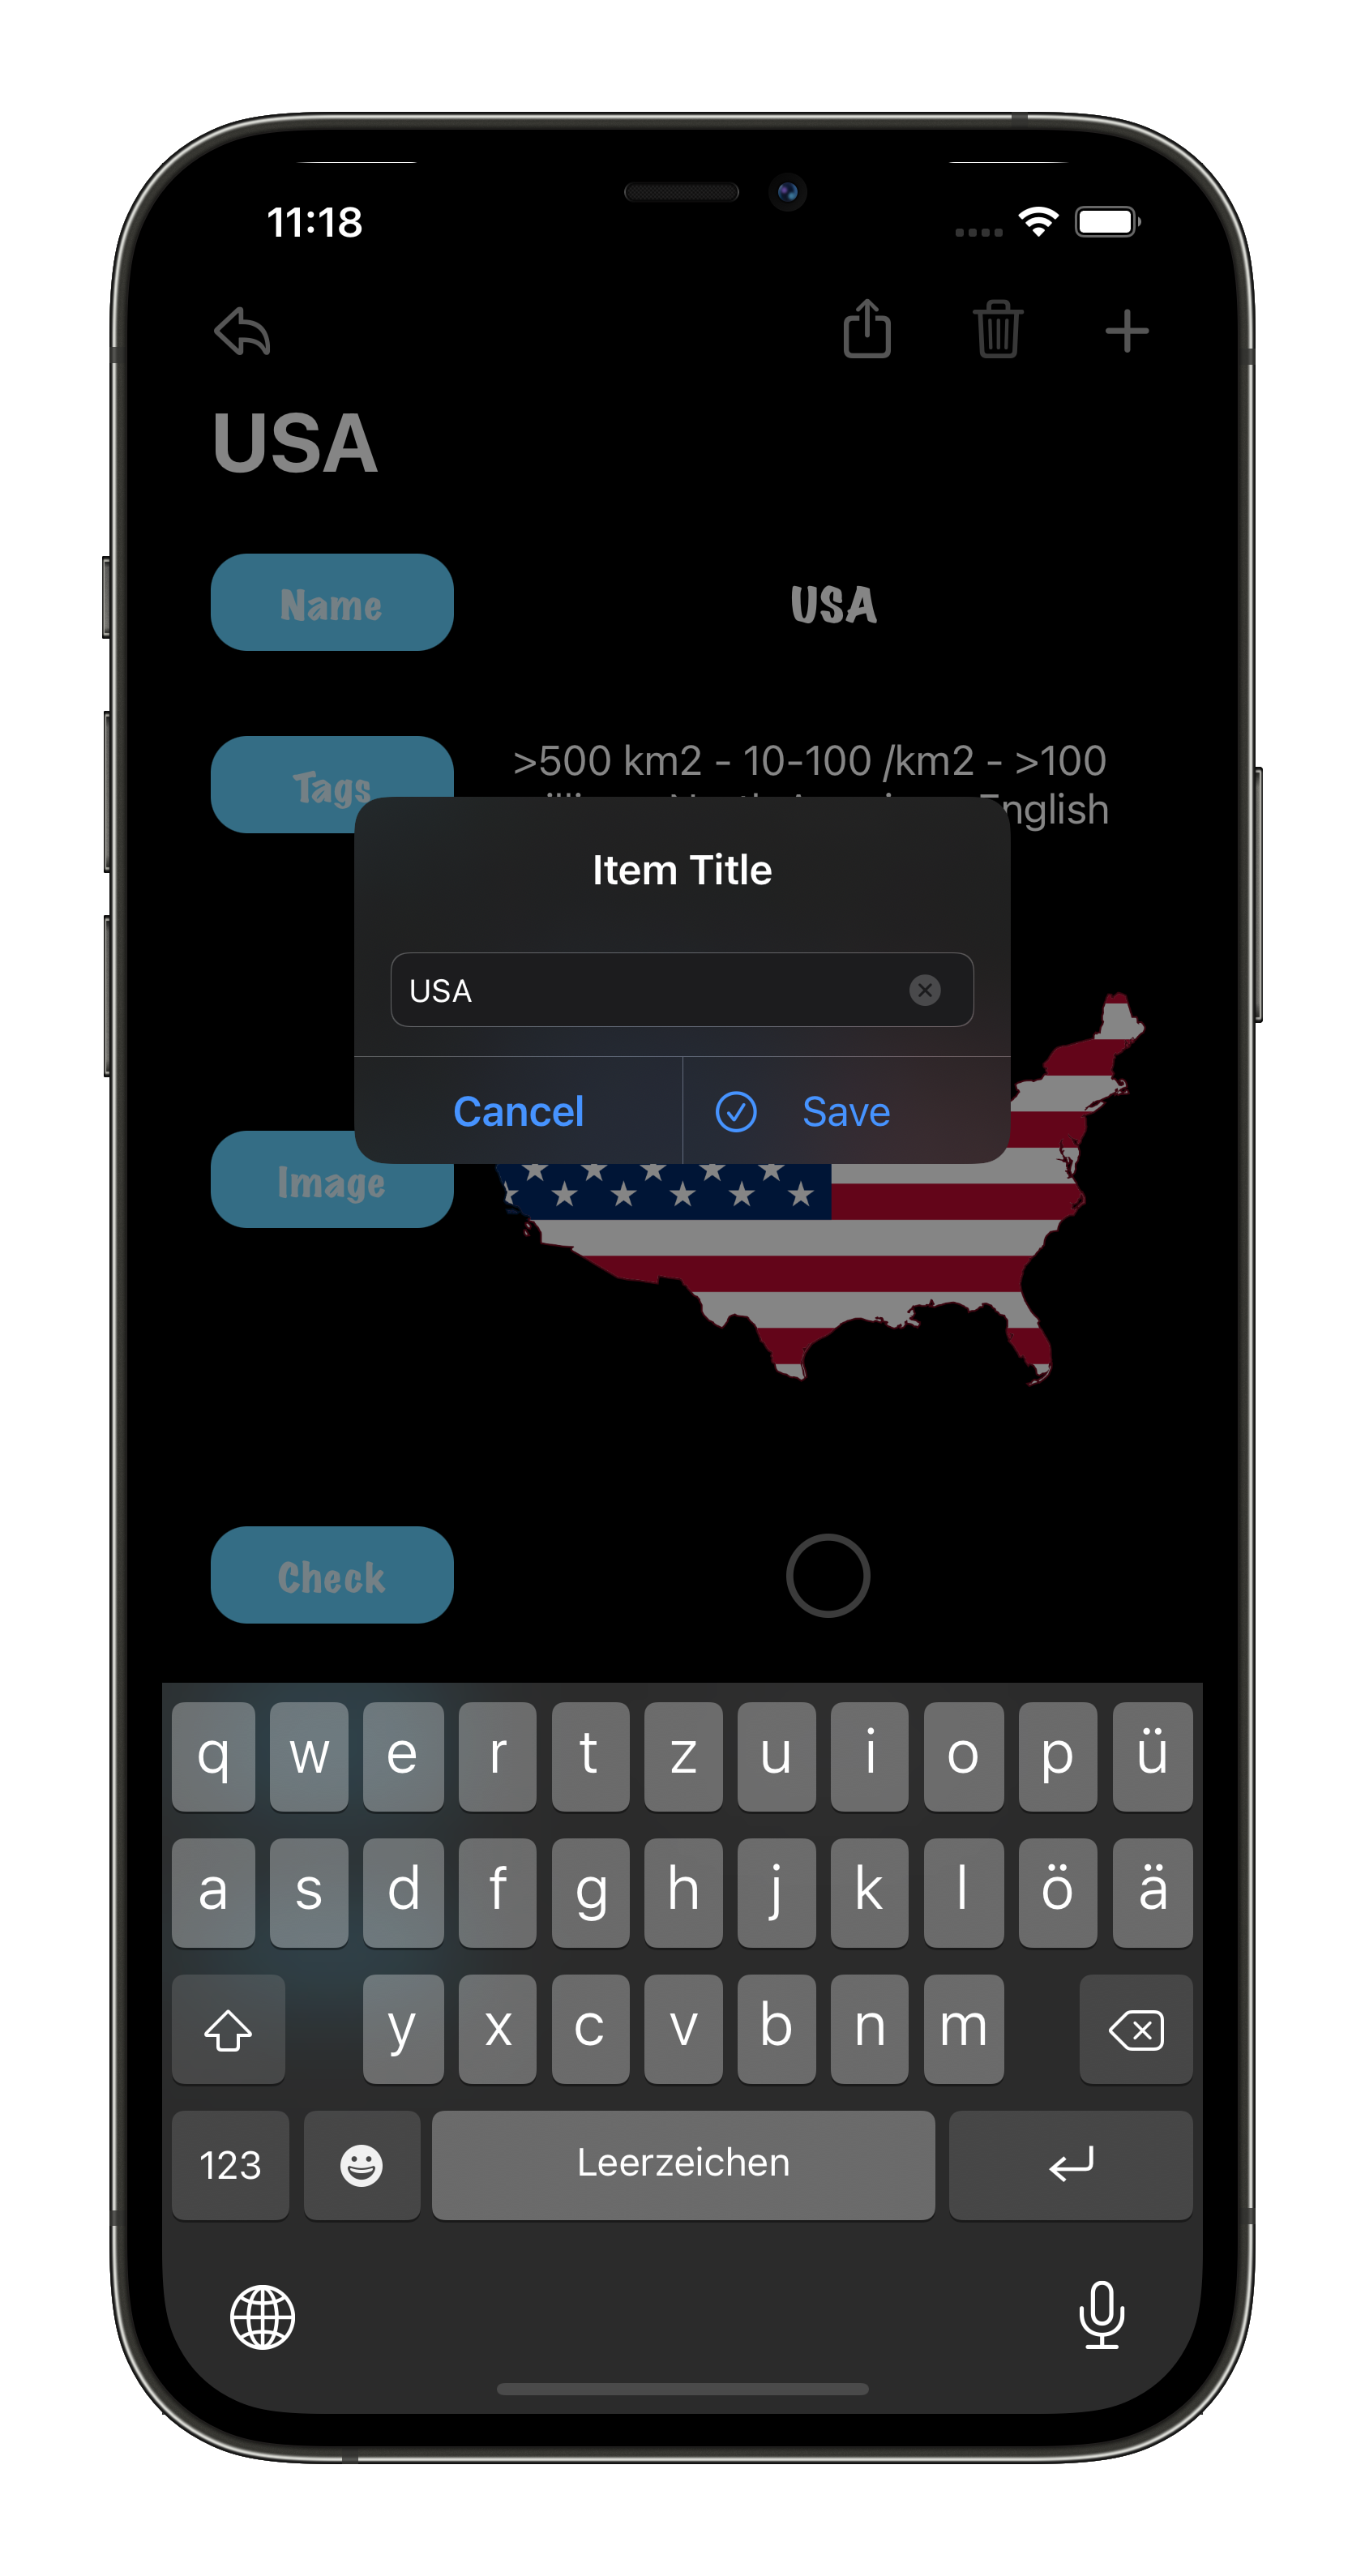 11:18
USA
Name
USA
Tags
>500 km2 - 10-100 /km2 - >100
English
Item Title
USA
Cancel
Save
Image
Check
q w e r t z u i o p ü
a s d f g h j k l ö ä
y x c v b n m
123
Leerzeichen